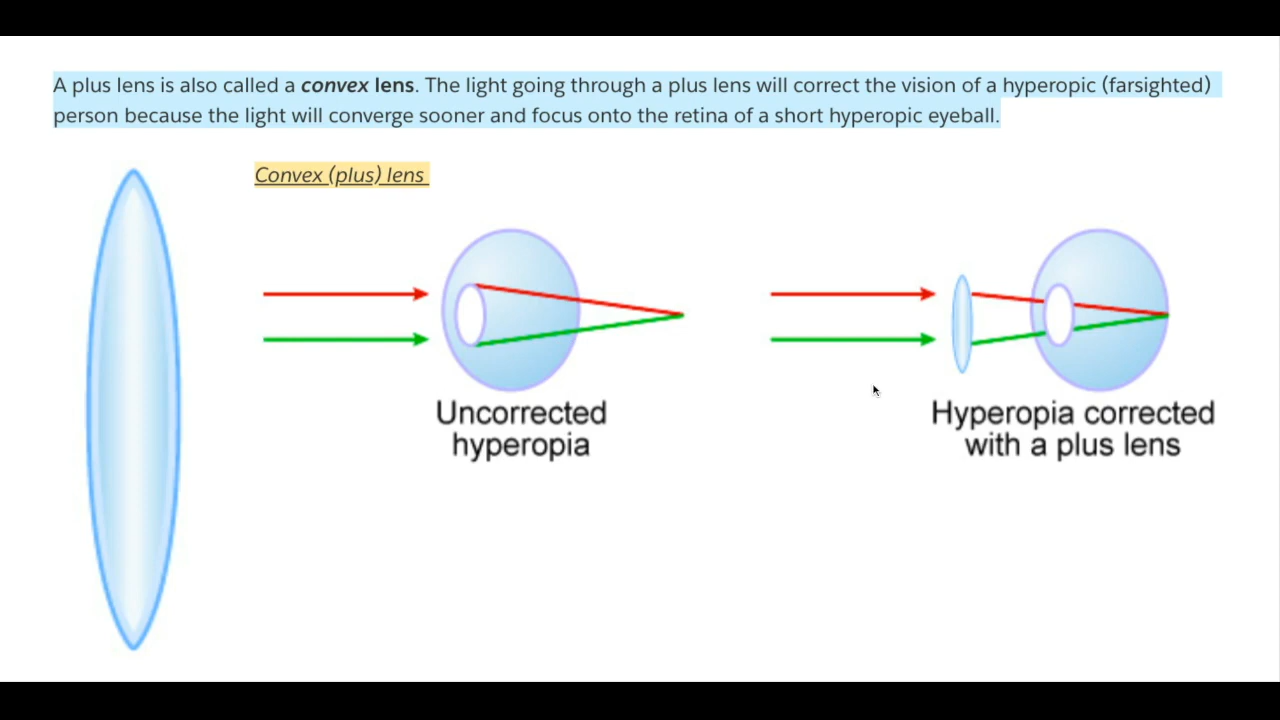 A plus lens is also called a convex lens. The light going through a plus lens will correct the vision of a hyperopic (farsighted)
person because the light will converge sooner and focus onto the retina of a short hyperopic eyeball.
Convex (plus) lens
Uncorrected
hyperopia
Hyperopia corrected
with a plus lens